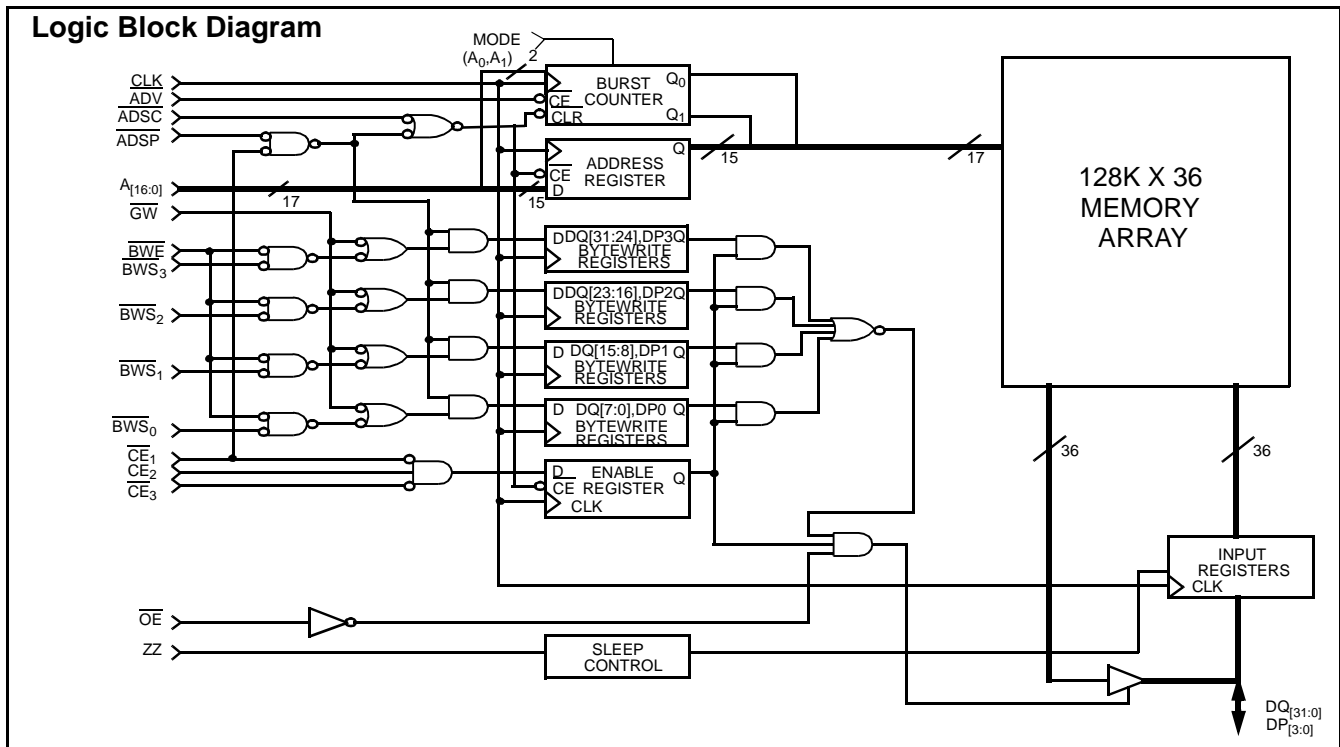 Logic Block Diagram
MODE
(A0,A1)
2
CLK
ADV
ADSC
ADSP
A[16:0]
17
GW
BWE
BWS3
BWS2
BWS1
BWS0
CE1
CE2
CE3
OE
ZZ
BURST
COUNTER
Q0
Q1
CE
CLR
ADDRESS
REGISTER
Q
CE
D
15
15
17
D DQ[31:24],DP3 Q
BYTEWRITE
REGISTERS
D DQ[23:16],DP2 Q
BYTEWRITE
REGISTERS
D DQ[15:8],DP1 Q
BYTEWRITE
REGISTERS
D DQ[7:0],DP0 Q
BYTEWRITE
REGISTERS
D ENABLE Q
CE REGISTER
CLK
SLEEP
CONTROL
128K X 36
MEMORY
ARRAY
36
36
INPUT
REGISTERS
CLK
DQ[31:0]
DP[3:0]